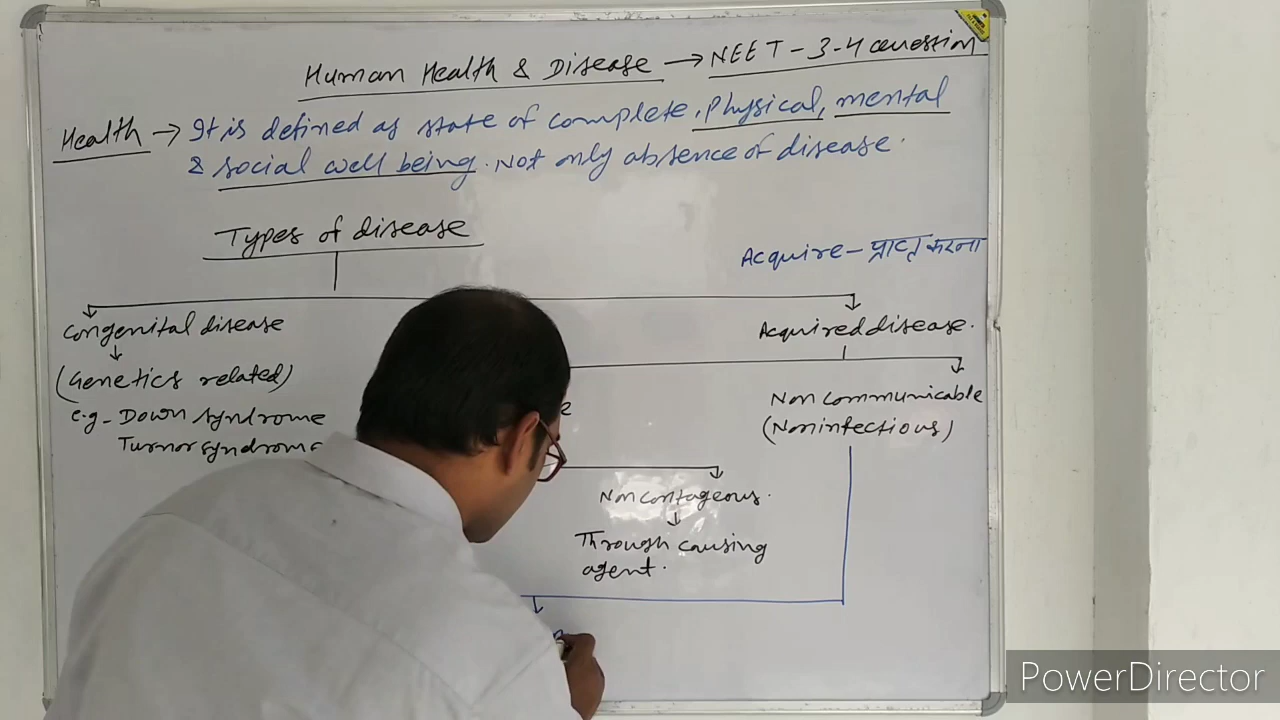 Human Health & Disease → NEET - 3-4 question
Health → It is defined as state of complete, physical, mental
& social well being. Not only absence of disease.
Types of disease
Acquire - प्राप्त करना
Congenital disease
Acquired disease.
(Genetics related)
Non communicable
e.g - Down syndrome
(Noninfectious)
Turnor syndrome
Non contageous.
Through causing
agent.
PowerDirector